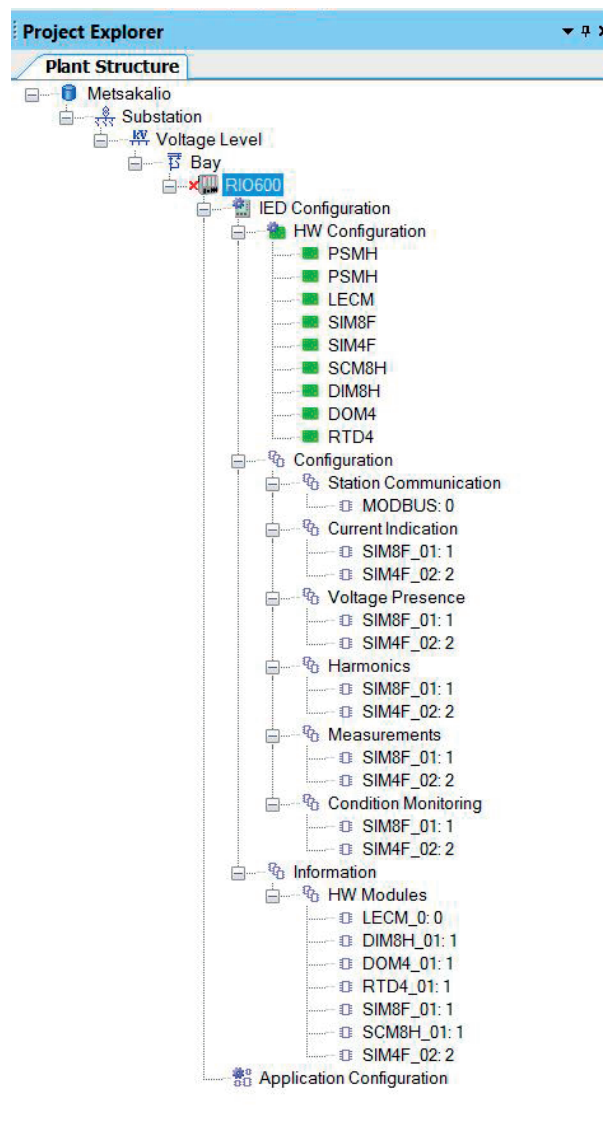 Project Explorer
Plant Structure
Metsakalio
Substation
Voltage Level
Bay
RIO600
IED Configuration
HW Configuration
PSMH
PSMH
LECM
SIM8F
SIM4F
SCM8H
DIM8H
DOM4
RTD4
Configuration
Station Communication
MODBUS: 0
Current Indication
SIM8F_01: 1
SIM4F_02: 2
Voltage Presence
SIM8F_01: 1
SIM4F_02: 2
Harmonics
SIM8F_01: 1
SIM4F_02: 2
Measurements
SIM8F_01: 1
SIM4F_02: 2
Condition Monitoring
SIM8F_01: 1
SIM4F_02: 2
Information
HW Modules
LECM_0: 0
DIM8H_01: 1
DOM4_01: 1
RTD4_01: 1
SIM8F_01: 1
SCM8H_01: 1
SIM4F_02: 2
Application Configuration